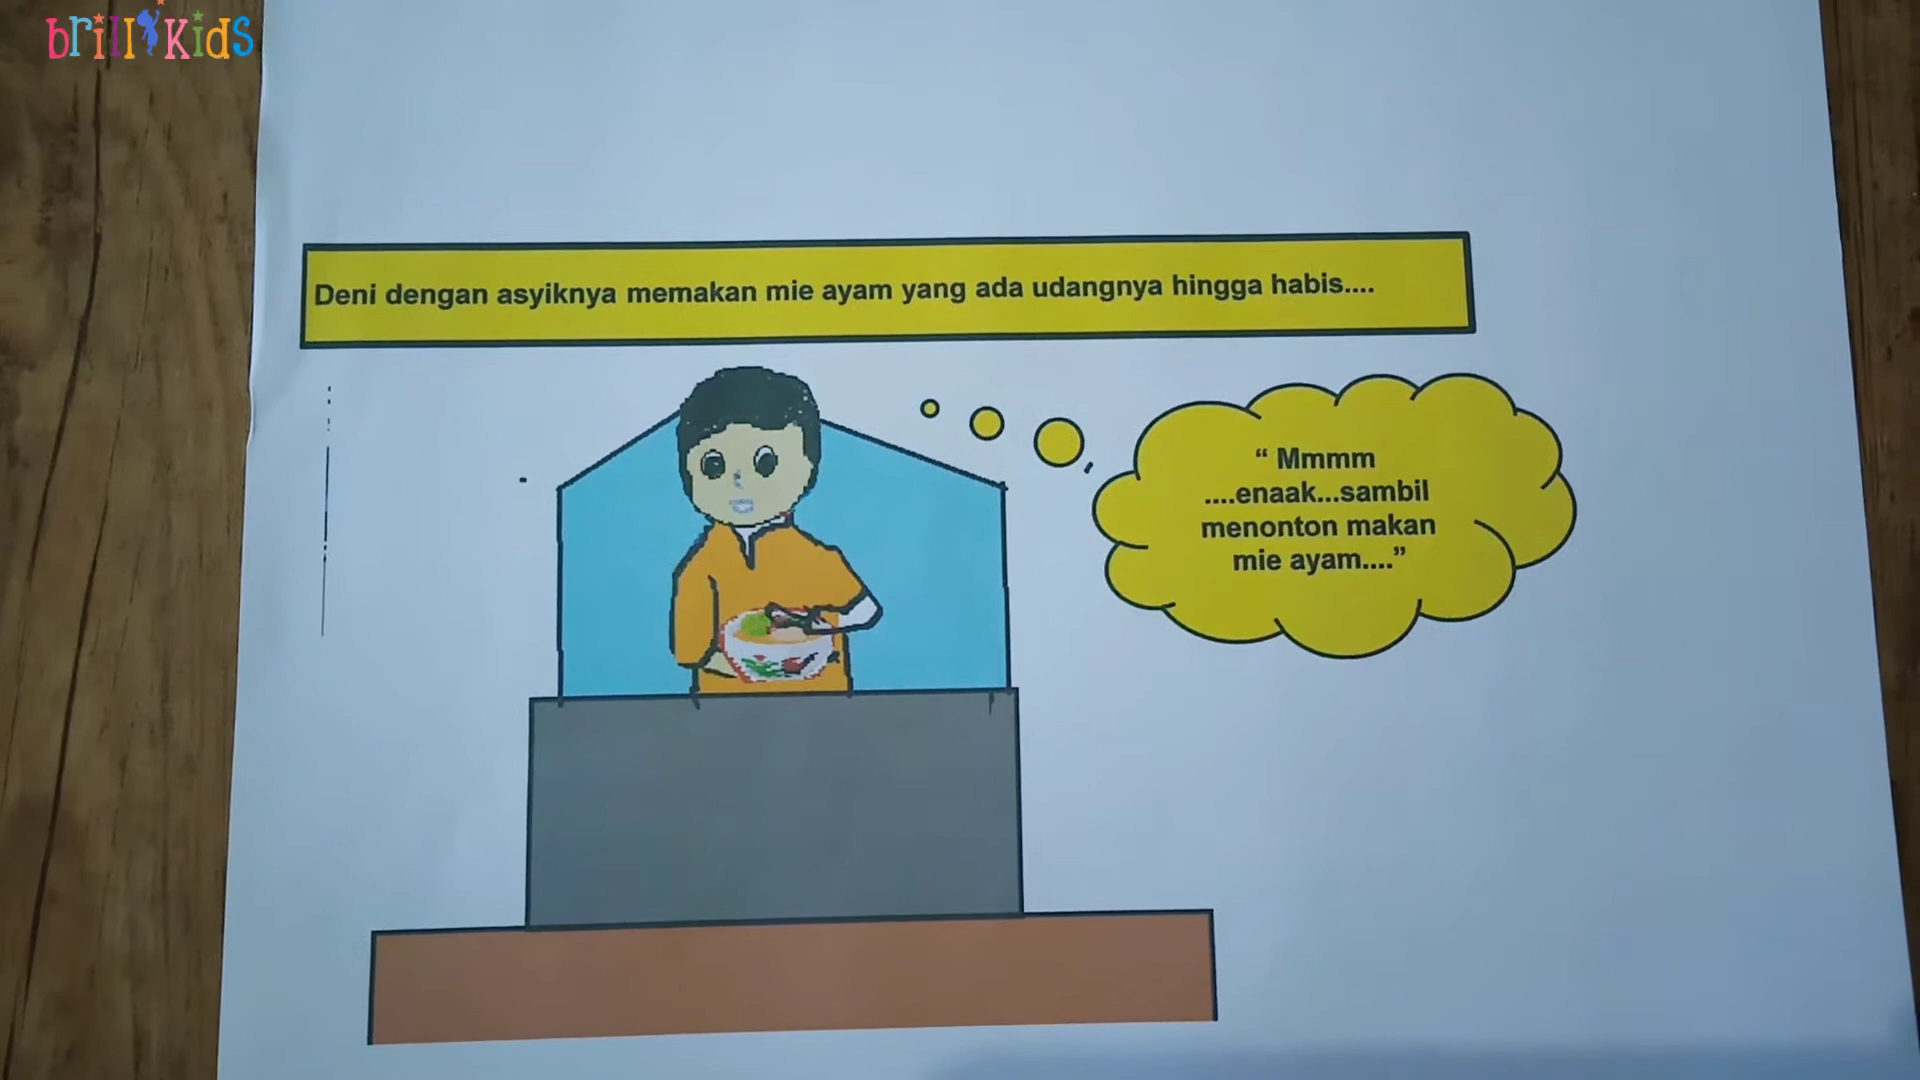 brillkids
Deni dengan asyiknya memakan mie ayam yang ada udangnya hingga habis....
“ Mmmm
....enaak...sambil
menonton makan
mie ayam....”